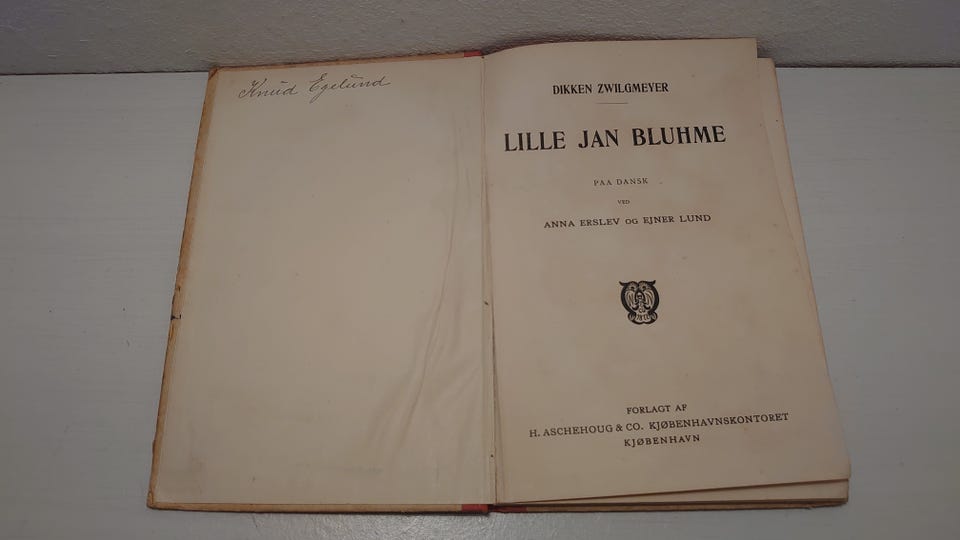 Knud Egelund
DIKKEN ZWILGMEYER
LILLE JAN BLUHME
PAA DANSK
VED
ANNA ERSLEV OG EJNER LUND
FORLAGT AF
H. ASCHEHOUG & CO. KJØBENHAVNSKONTORET
KJØBENHAVN